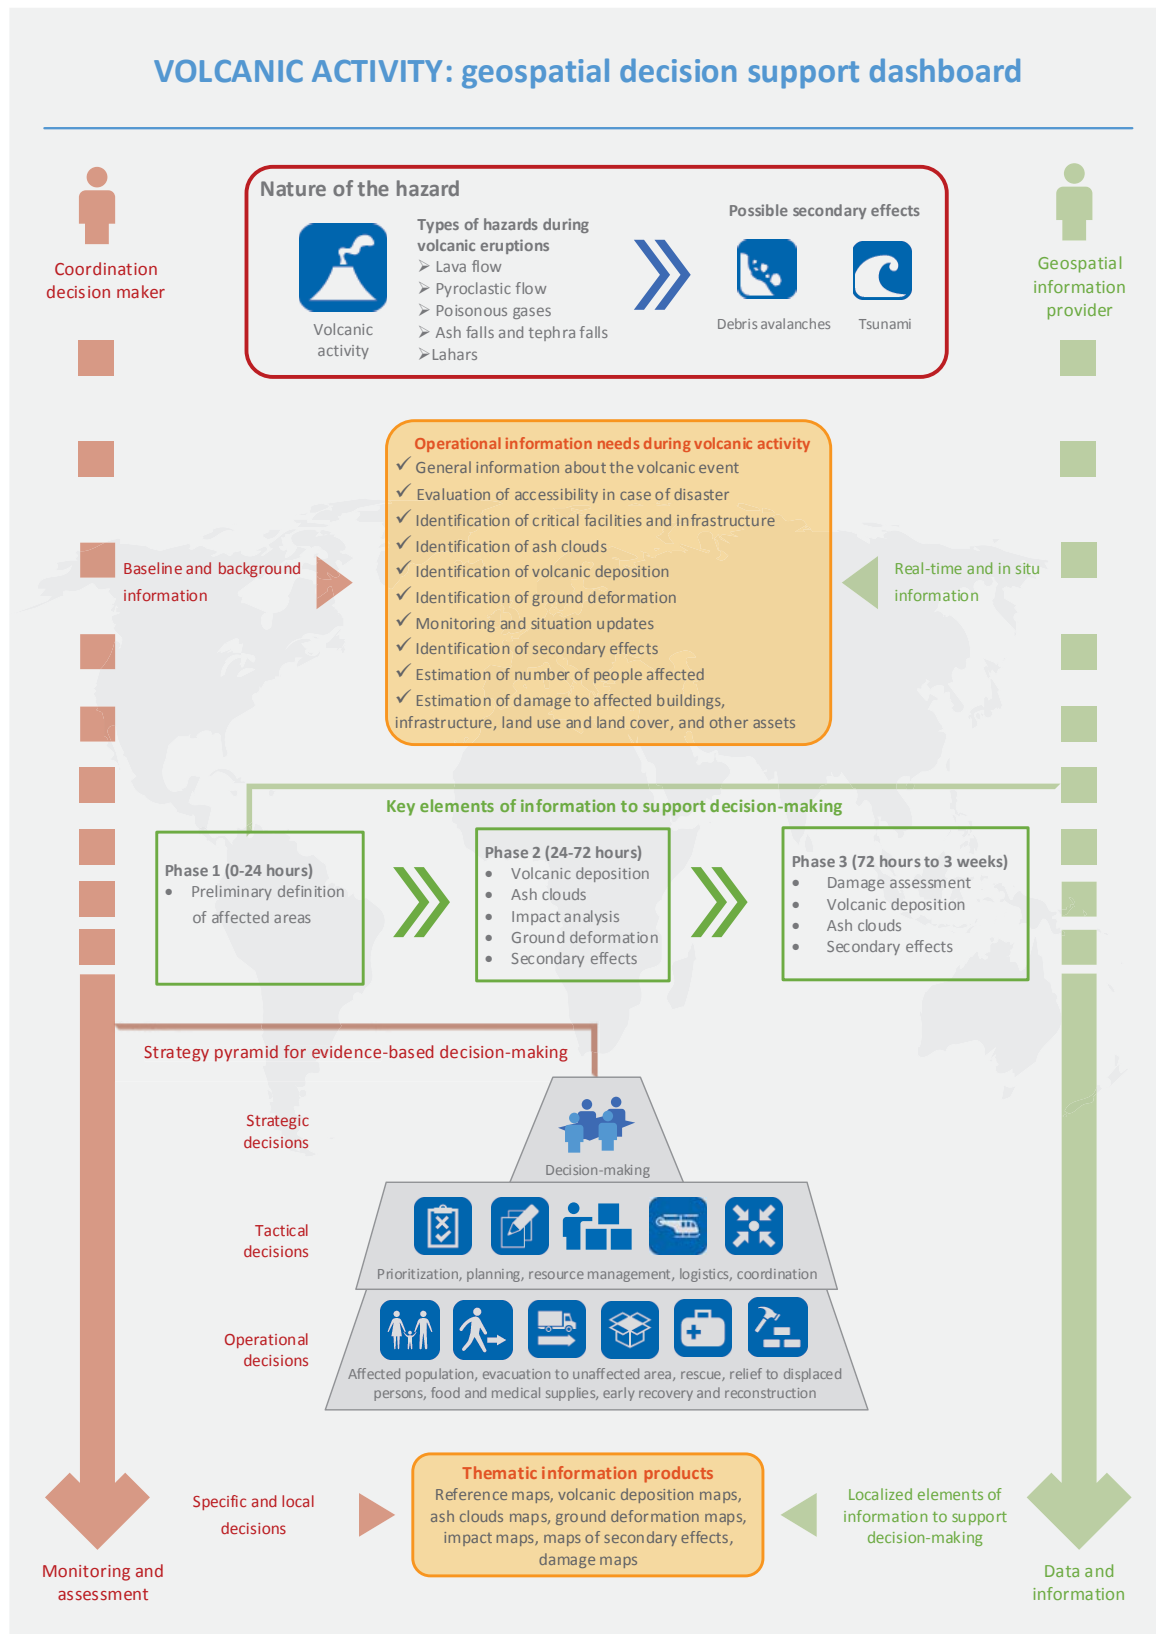 VOLCANIC ACTIVITY: geospatial decision support dashboard
Nature of the hazard
Types of hazards during
volcanic eruptions
➢ Lava flow
➢ Pyroclastic flow
➢ Poisonous gases
➢ Ash falls and tephra falls
➢Lahars
Volcanic
activity
Possible secondary effects
Debris avalanches
Tsunami
Coordination
decision maker
Geospatial
information
provider
Operational information needs during volcanic activity
✓ General information about the volcanic event
✓ Evaluation of accessibility in case of disaster
✓ Identification of critical facilities and infrastructure
✓ Identification of ash clouds
✓ Identification of volcanic deposition
✓ Identification of ground deformation
✓ Monitoring and situation updates
✓ Identification of secondary effects
✓ Estimation of number of people affected
✓ Estimation of damage to affected buildings,
infrastructure, land use and land cover, and other assets
Baseline and background
information
Real-time and in situ
information
Key elements of information to support decision-making
Phase 1 (0-24 hours)
• Preliminary definition
of affected areas
Phase 2 (24-72 hours)
• Volcanic deposition
• Ash clouds
• Impact analysis
• Ground deformation
• Secondary effects
Phase 3 (72 hours to 3 weeks)
• Damage assessment
• Volcanic deposition
• Ash clouds
• Secondary effects
Strategy pyramid for evidence-based decision-making
Strategic
decisions
Decision-making
Tactical
decisions
Prioritization, planning, resource management, logistics, coordination
Operational
decisions
Affected population, evacuation to unaffected area, rescue, relief to displaced
persons, food and medical supplies, early recovery and reconstruction
Specific and local
decisions
Thematic information products
Reference maps, volcanic deposition maps,
ash clouds maps, ground deformation maps,
impact maps, maps of secondary effects,
damage maps
Localized elements of
information to support
decision-making
Monitoring and
assessment
Data and
information